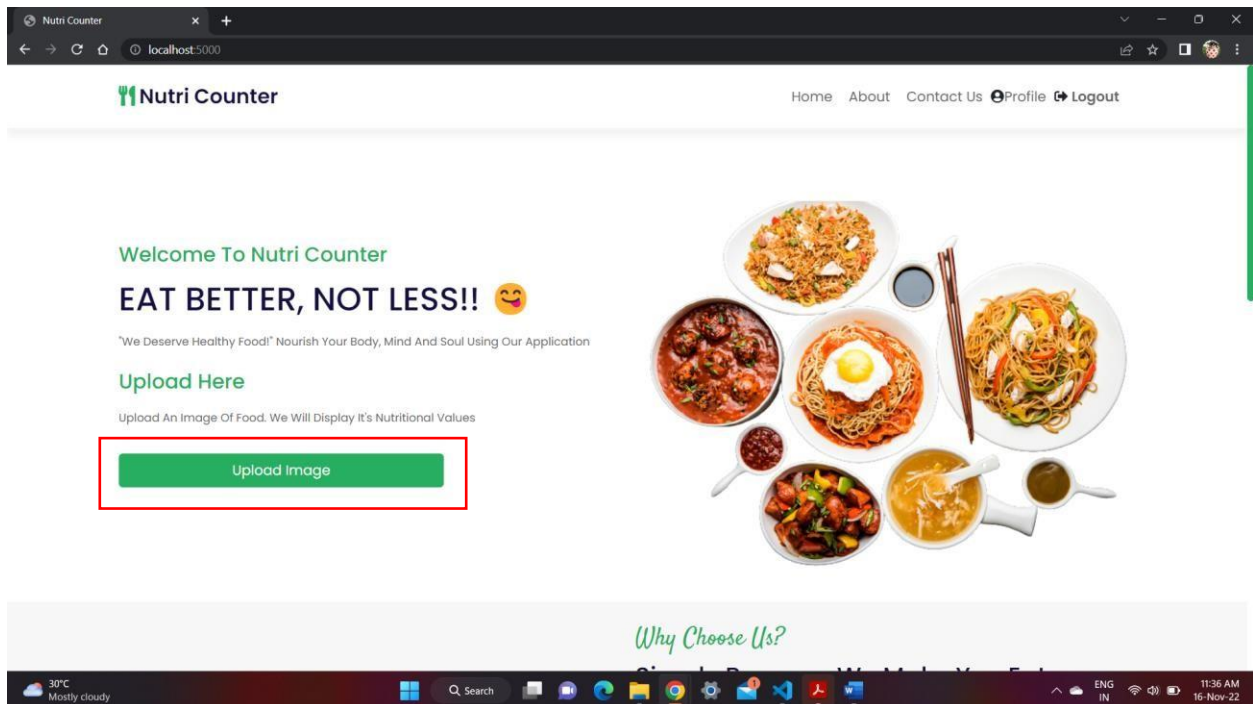 Nutri Counter
localhost:5000
Nutri Counter
Home About Contact Us Profile Logout
Welcome To Nutri Counter
EAT BETTER, NOT LESS!! 😋
"We Deserve Healthy Food!" Nourish Your Body, Mind And Soul Using Our Application
Upload Here
Upload An Image Of Food. We Will Display It's Nutritional Values
Upload Image
Why Choose Us?
30°C
Mostly cloudy
Search
ENG
IN
11:36 AM
16-Nov-22